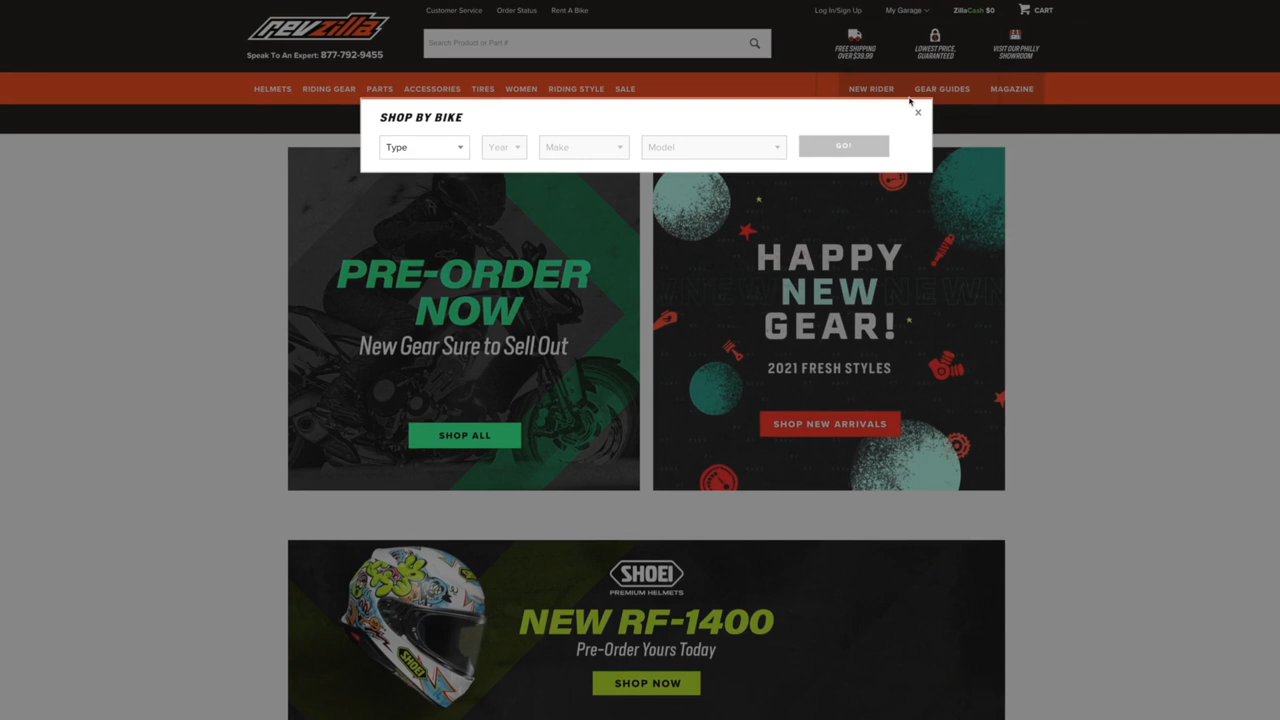 Customer Service Order Status Rent A Bike Log In/Sign Up My Garage ZillaCash $0 CART
revzilla
Speak To An Expert: 877-792-9455
Search Product or Part #
FREE SHIPPING
OVER $39.99
LOWEST PRICE,
GUARANTEED
VISIT OUR PHILLY
SHOWROOM
HELMETS RIDING GEAR PARTS ACCESSORIES TIRES WOMEN RIDING STYLE SALE NEW RIDER GEAR GUIDES MAGAZINE
SHOP BY BIKE
X
Type Year Make Model GO!
PRE-ORDER
NOW
New Gear Sure to Sell Out
SHOP ALL
HAPPY
NEW
GEAR!
2021 FRESH STYLES
SHOP NEW ARRIVALS
SHOEI
PREMIUM HELMETS
NEW RF-1400
Pre-Order Yours Today
SHOP NOW
SHOEI